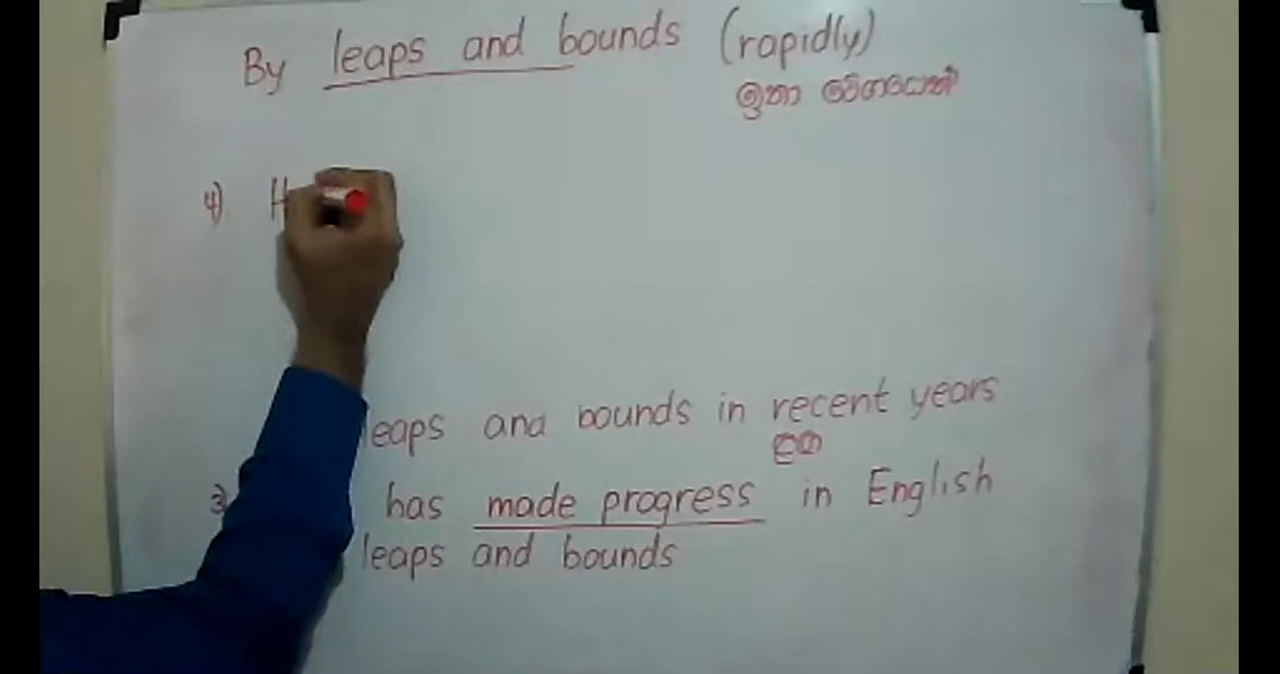 By leaps and bounds (rapidly)
ඉතා වේගයෙන්
4). H
leaps and bounds in recent years
ළඟ
3) has made progress in English
leaps and bounds